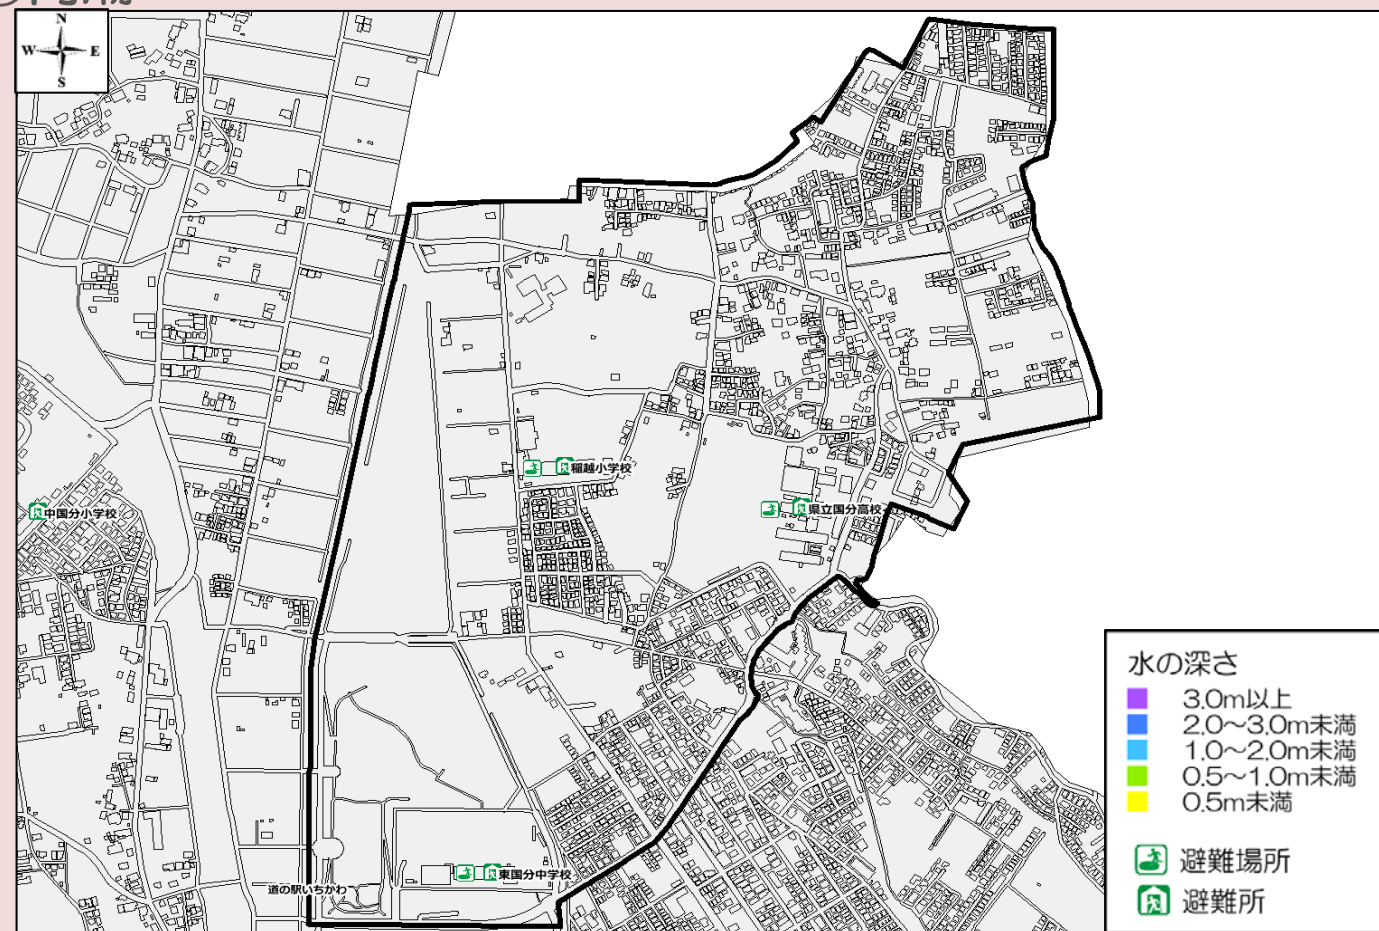 N
W E
S
稲越小学校
県立国分高校
中国分小学校
東国分中学校
道の駅いちかわ
水の深さ
3.0m以上
2.0～3.0m未満
1.0～2.0m未満
0.5～1.0m未満
0.5m未満
避難場所
避難所